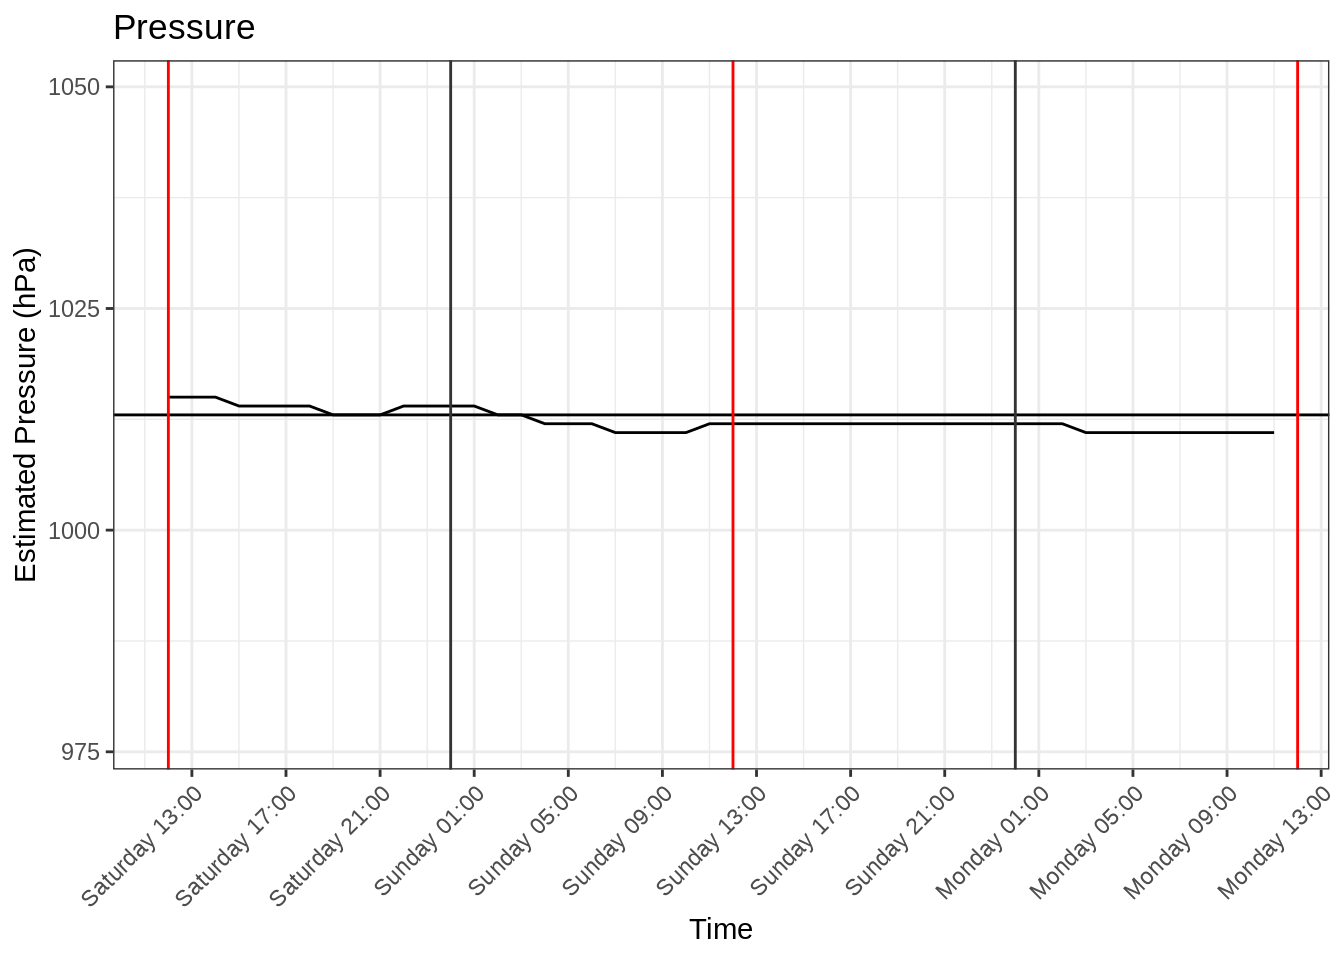 Pressure
Estimated Pressure (hPa)
1050
1025
1000
975
Saturday 13:00
Saturday 17:00
Saturday 21:00
Sunday 01:00
Sunday 05:00
Sunday 09:00
Sunday 13:00
Sunday 17:00
Sunday 21:00
Monday 01:00
Monday 05:00
Monday 09:00
Monday 13:00
Time